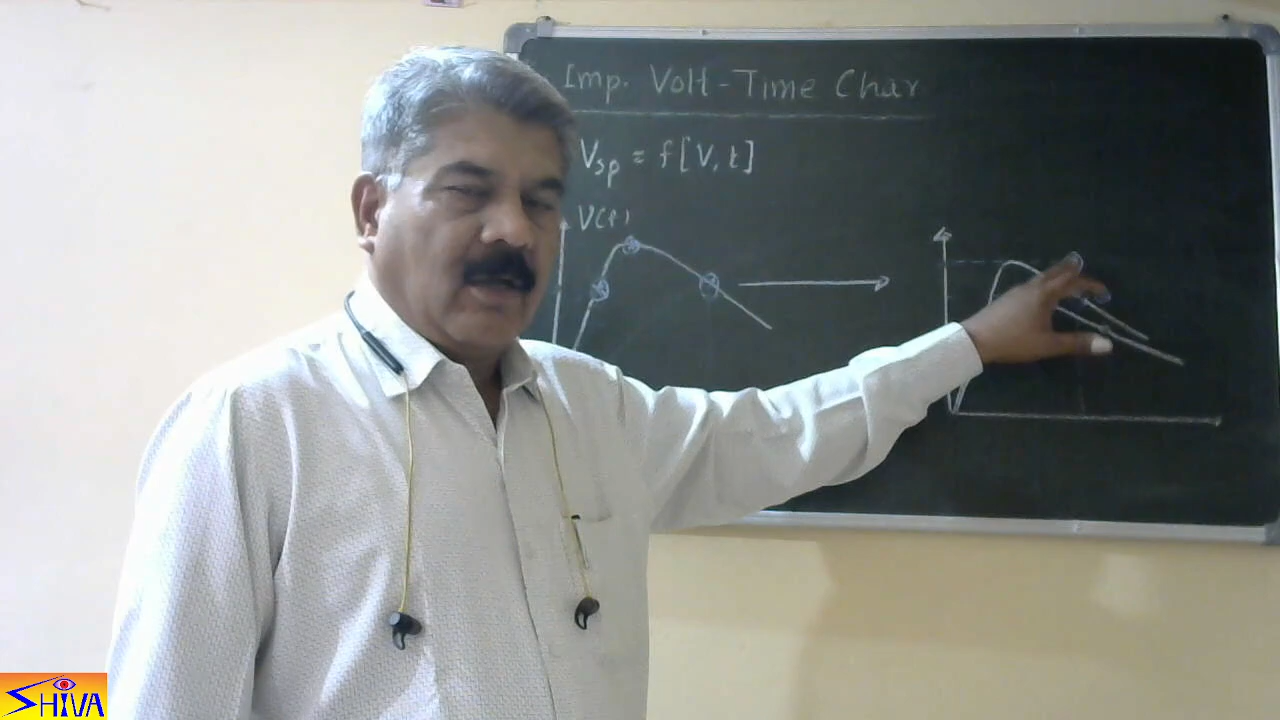 Imp. Volt-Time Char
Vsp = f[V, t]
V(t)
SHIVA